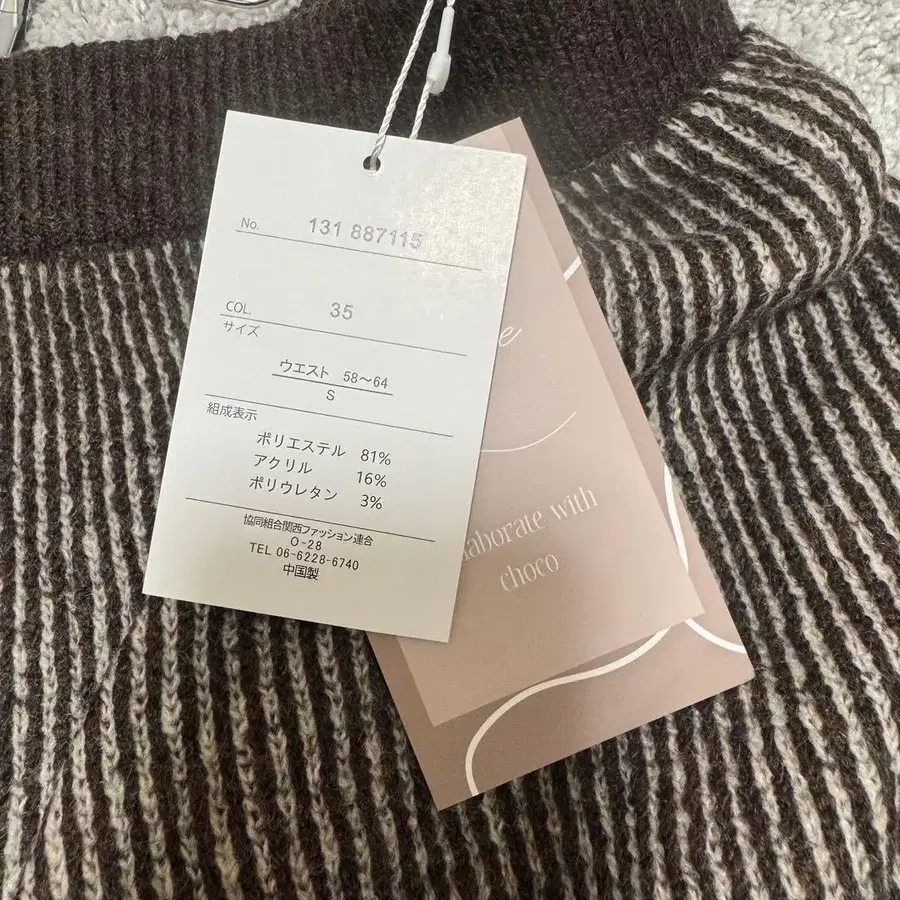 No. 131 887115
COL. 35
サイズ
ウエスト 58～64
S
組成表示
ポリエステル 81%
アクリル 16%
ポリウレタン 3%
協同組合関西ファッション連合
O-28
TEL 06-6228-6740
中国製
e
laborate with
choco